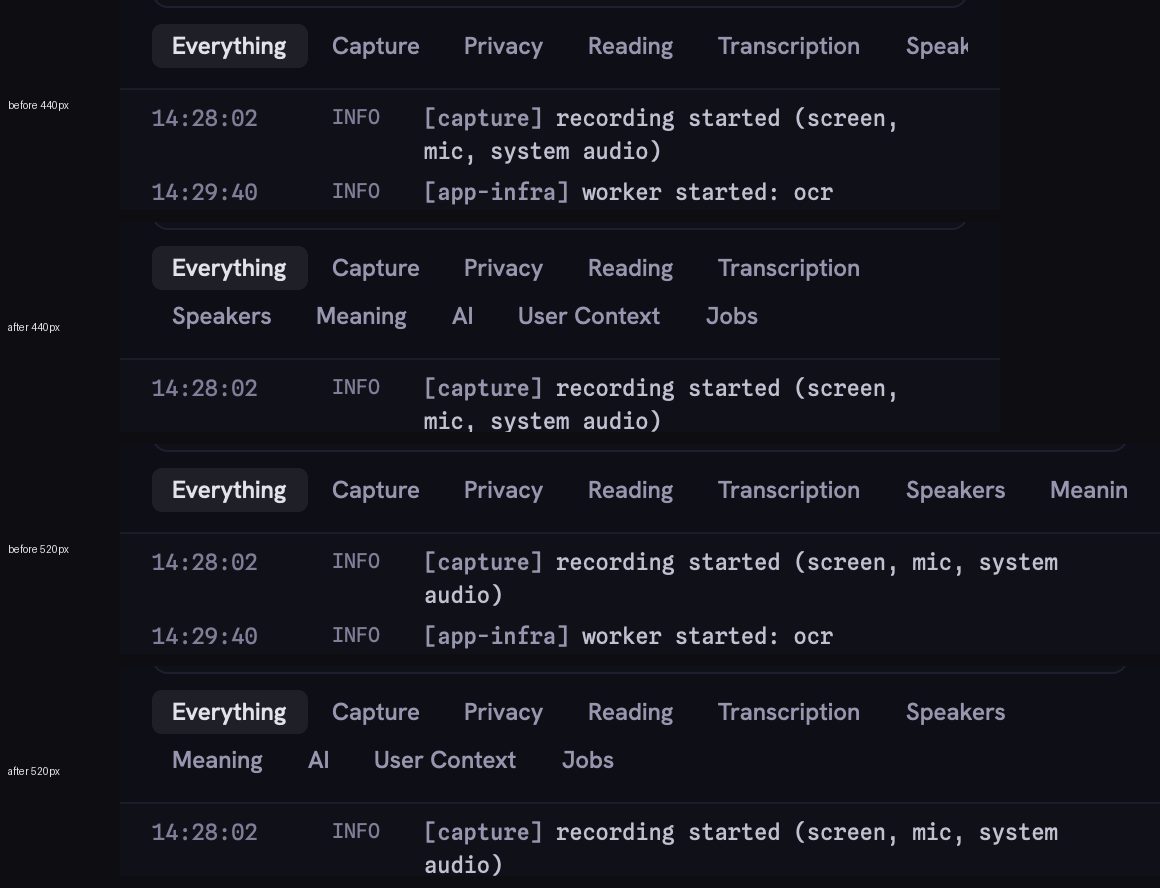 Everything Capture Privacy Reading Transcription Speak
before 440px
14:28:02 INFO [capture] recording started (screen,
mic, system audio)
14:29:40 INFO [app-infra] worker started: ocr
Everything Capture Privacy Reading Transcription
Speakers Meaning AI User Context Jobs
after 440px
14:28:02 INFO [capture] recording started (screen,
mic, system audio)
Everything Capture Privacy Reading Transcription Speakers Meanin
before 520px
14:28:02 INFO [capture] recording started (screen, mic, system
audio)
14:29:40 INFO [app-infra] worker started: ocr
Everything Capture Privacy Reading Transcription Speakers
Meaning AI User Context Jobs
after 520px
14:28:02 INFO [capture] recording started (screen, mic, system
audio)